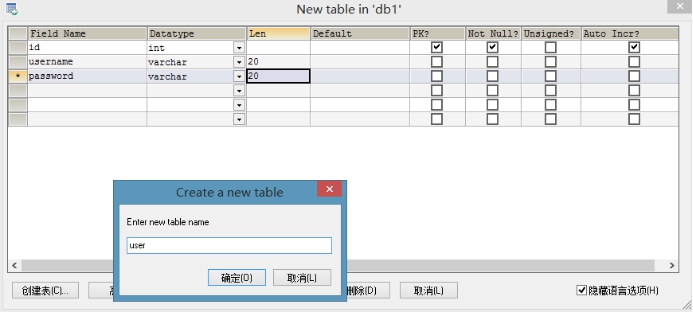 New table in 'db1'
Field Name Datatype Len Default PK? Not Null? Unsigned? Auto Incr?
id int
username varchar 20
* password varchar 20
Create a new table
Enter new table name
user
确定(O) 取消(L)
创建表(C)... 删除(D) 取消(L) 隐藏语言选项(H)